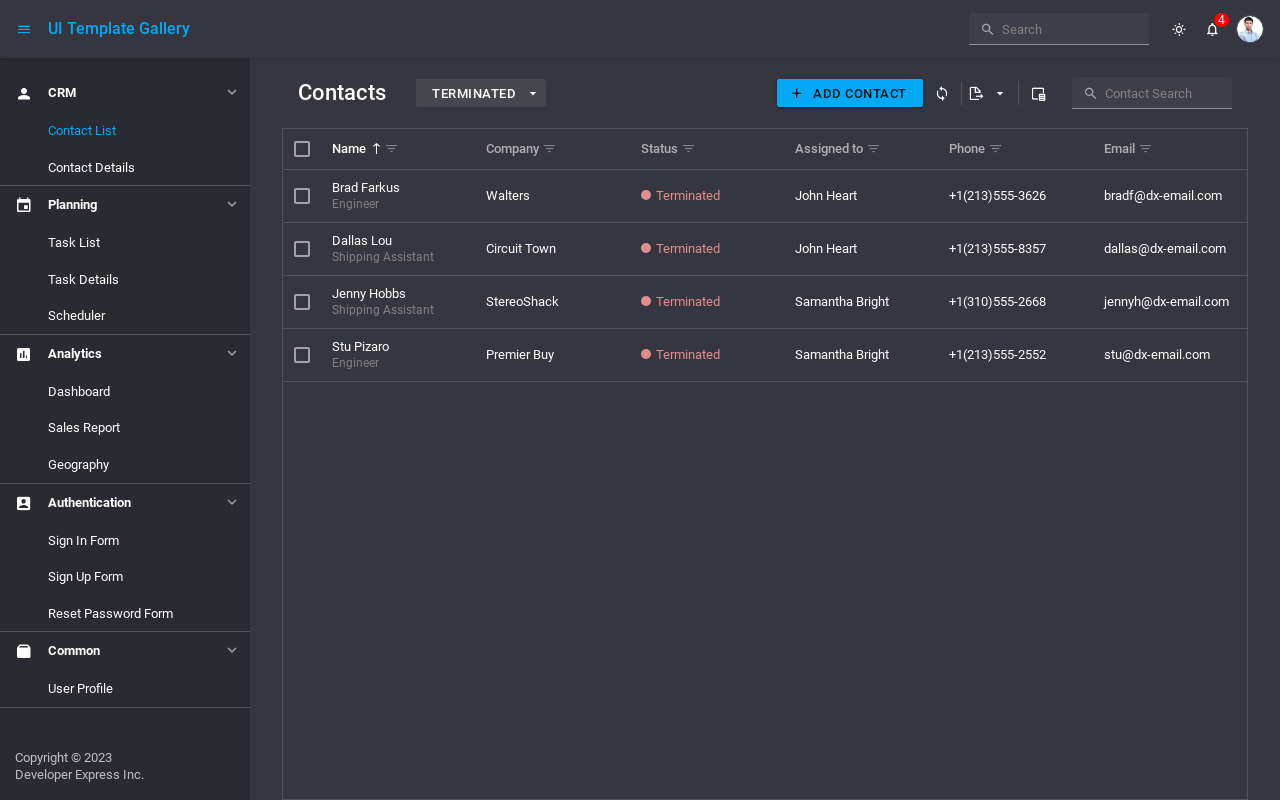 UI Template Gallery
Search
4
CRM
Contact List
Contact Details
Planning
Task List
Task Details
Scheduler
Analytics
Dashboard
Sales Report
Geography
Authentication
Sign In Form
Sign Up Form
Reset Password Form
Common
User Profile
Copyright © 2023
Developer Express Inc.
Contacts TERMINATED ADD CONTACT Contact Search
Name Company Status Assigned to Phone Email
Brad Farkus
Engineer
Walters Terminated John Heart +1(213)555-3626 bradf@dx-email.com
Dallas Lou
Shipping Assistant
Circuit Town Terminated John Heart +1(213)555-8357 dallas@dx-email.com
Jenny Hobbs
Shipping Assistant
StereoShack Terminated Samantha Bright +1(310)555-2668 jennyh@dx-email.com
Stu Pizaro
Engineer
Premier Buy Terminated Samantha Bright +1(213)555-2552 stu@dx-email.com